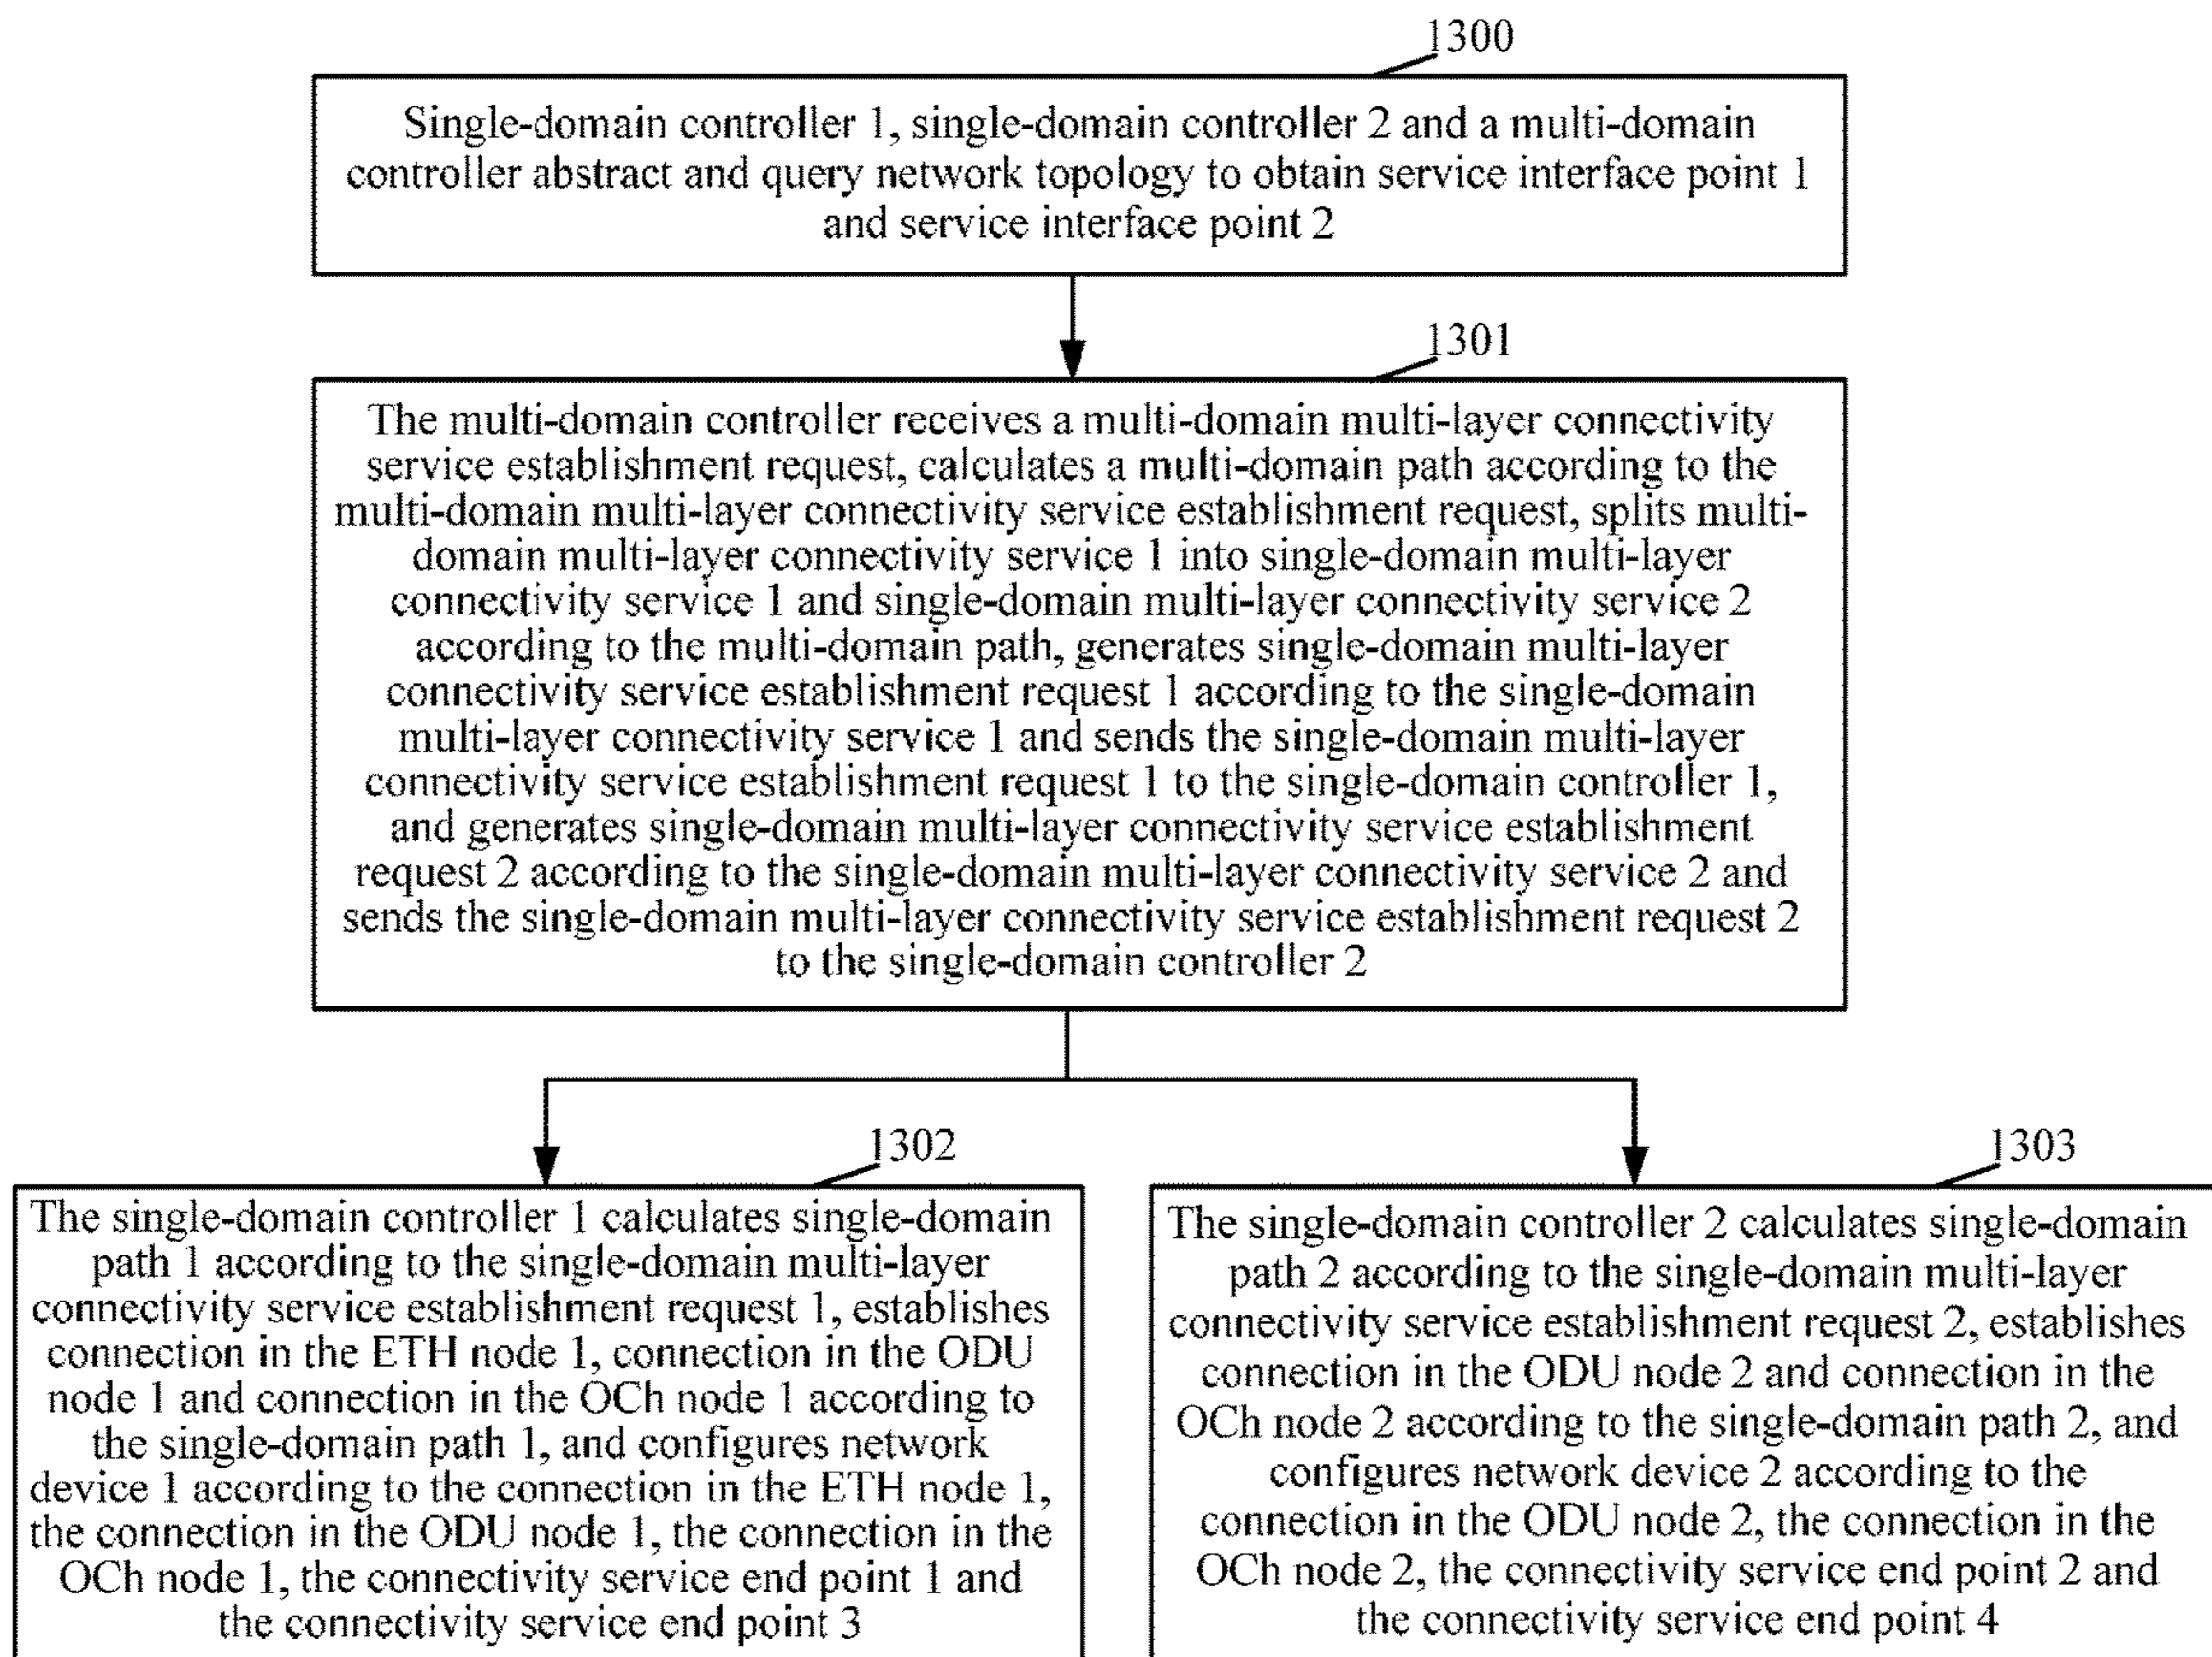 1300
Single-domain controller 1, single-domain controller 2 and a multi-domain
controller abstract and query network topology to obtain service interface point 1
and service interface point 2
1301
The multi-domain controller receives a multi-domain multi-layer connectivity
service establishment request, calculates a multi-domain path according to the
multi-domain multi-layer connectivity service establishment request, splits multi-
domain multi-layer connectivity service 1 into single-domain multi-layer
connectivity service 1 and single-domain multi-layer connectivity service 2
according to the multi-domain path, generates single-domain multi-layer
connectivity service establishment request 1 according to the single-domain
multi-layer connectivity service 1 and sends the single-domain multi-layer
connectivity service establishment request 1 to the single-domain controller 1,
and generates single-domain multi-layer connectivity service establishment
request 2 according to the single-domain multi-layer connectivity service 2 and
sends the single-domain multi-layer connectivity service establishment request 2
to the single-domain controller 2
1302
The single-domain controller 1 calculates single-domain
path 1 according to the single-domain multi-layer
connectivity service establishment request 1, establishes
connection in the ETH node 1, connection in the ODU
node 1 and connection in the OCh node 1 according to
the single-domain path 1, and configures network
device 1 according to the connection in the ETH node 1,
the connection in the ODU node 1, the connection in the
OCh node 1, the connectivity service end point 1 and
the connectivity service end point 3
1303
The single-domain controller 2 calculates single-domain
path 2 according to the single-domain multi-layer
connectivity service establishment request 2, establishes
connection in the ODU node 2 and connection in the
OCh node 2 according to the single-domain path 2, and
configures network device 2 according to the
connection in the ODU node 2, the connection in the
OCh node 2, the connectivity service end point 2 and
the connectivity service end point 4